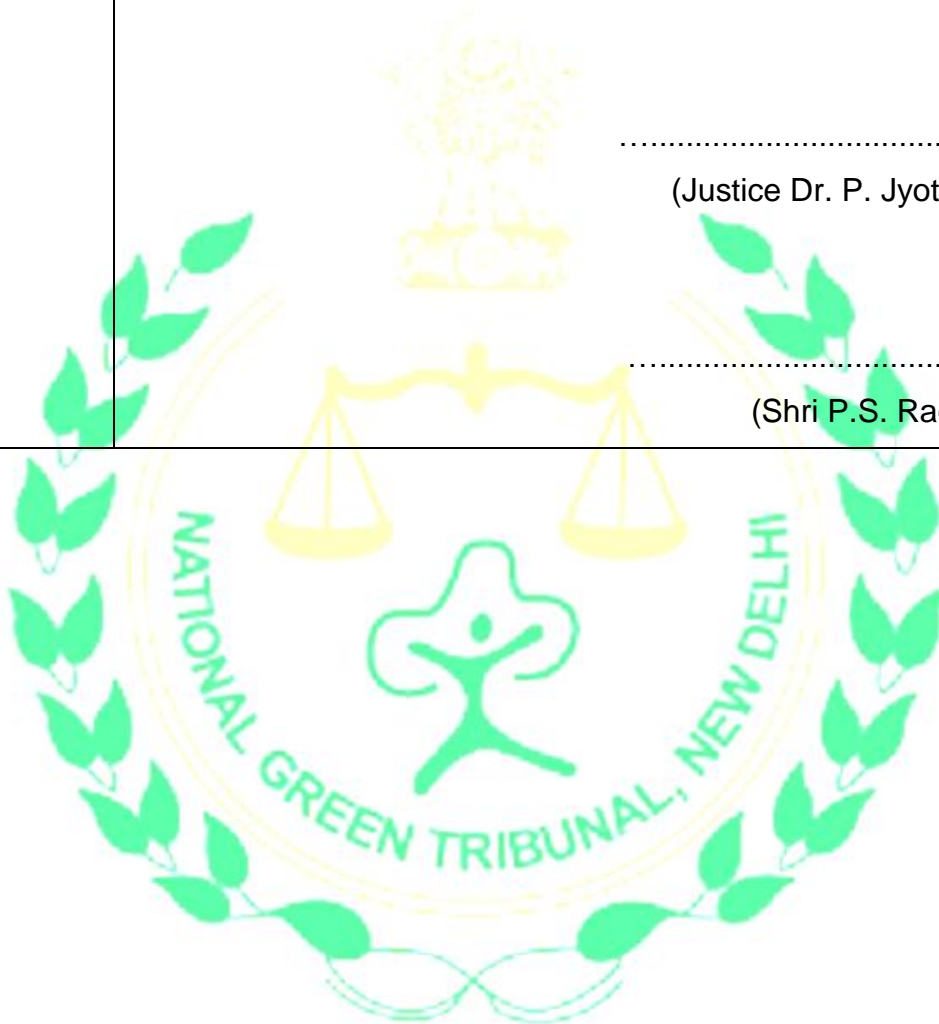 ….................................
(Justice Dr. P. Jyot
….................................
(Shri P.S. Ra
NATIONAL GREEN TRIBUNAL, NEW DELHI